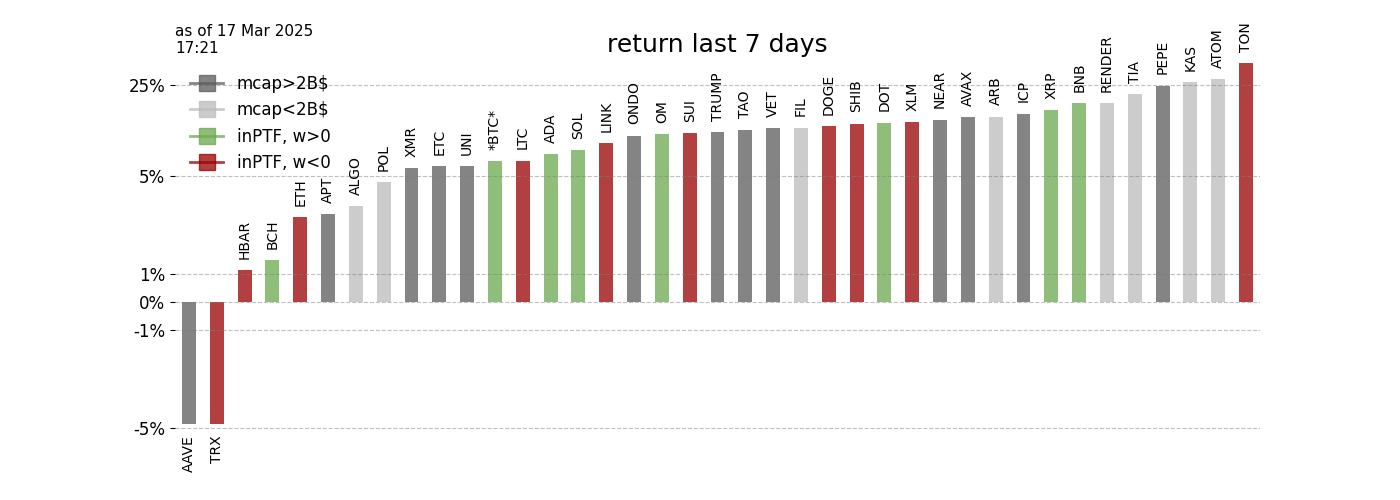 as of 17 Mar 2025
17:21
return last 7 days
mcap>2B$
mcap<2B$
inPTF, w>0
inPTF, w<0
25%
5%
1%
0%
-1%
-5%
AAVE
TRX
HBAR
BCH
ETH
APT
ALGO
POL
XMR
ETC
UNI
*BTC*
LTC
ADA
SOL
LINK
ONDO
OM
SUI
TRUMP
TAO
VET
FIL
DOGE
SHIB
DOT
XLM
NEAR
AVAX
ARB
ICP
XRP
BNB
RENDER
TIA
PEPE
KAS
ATOM
TON